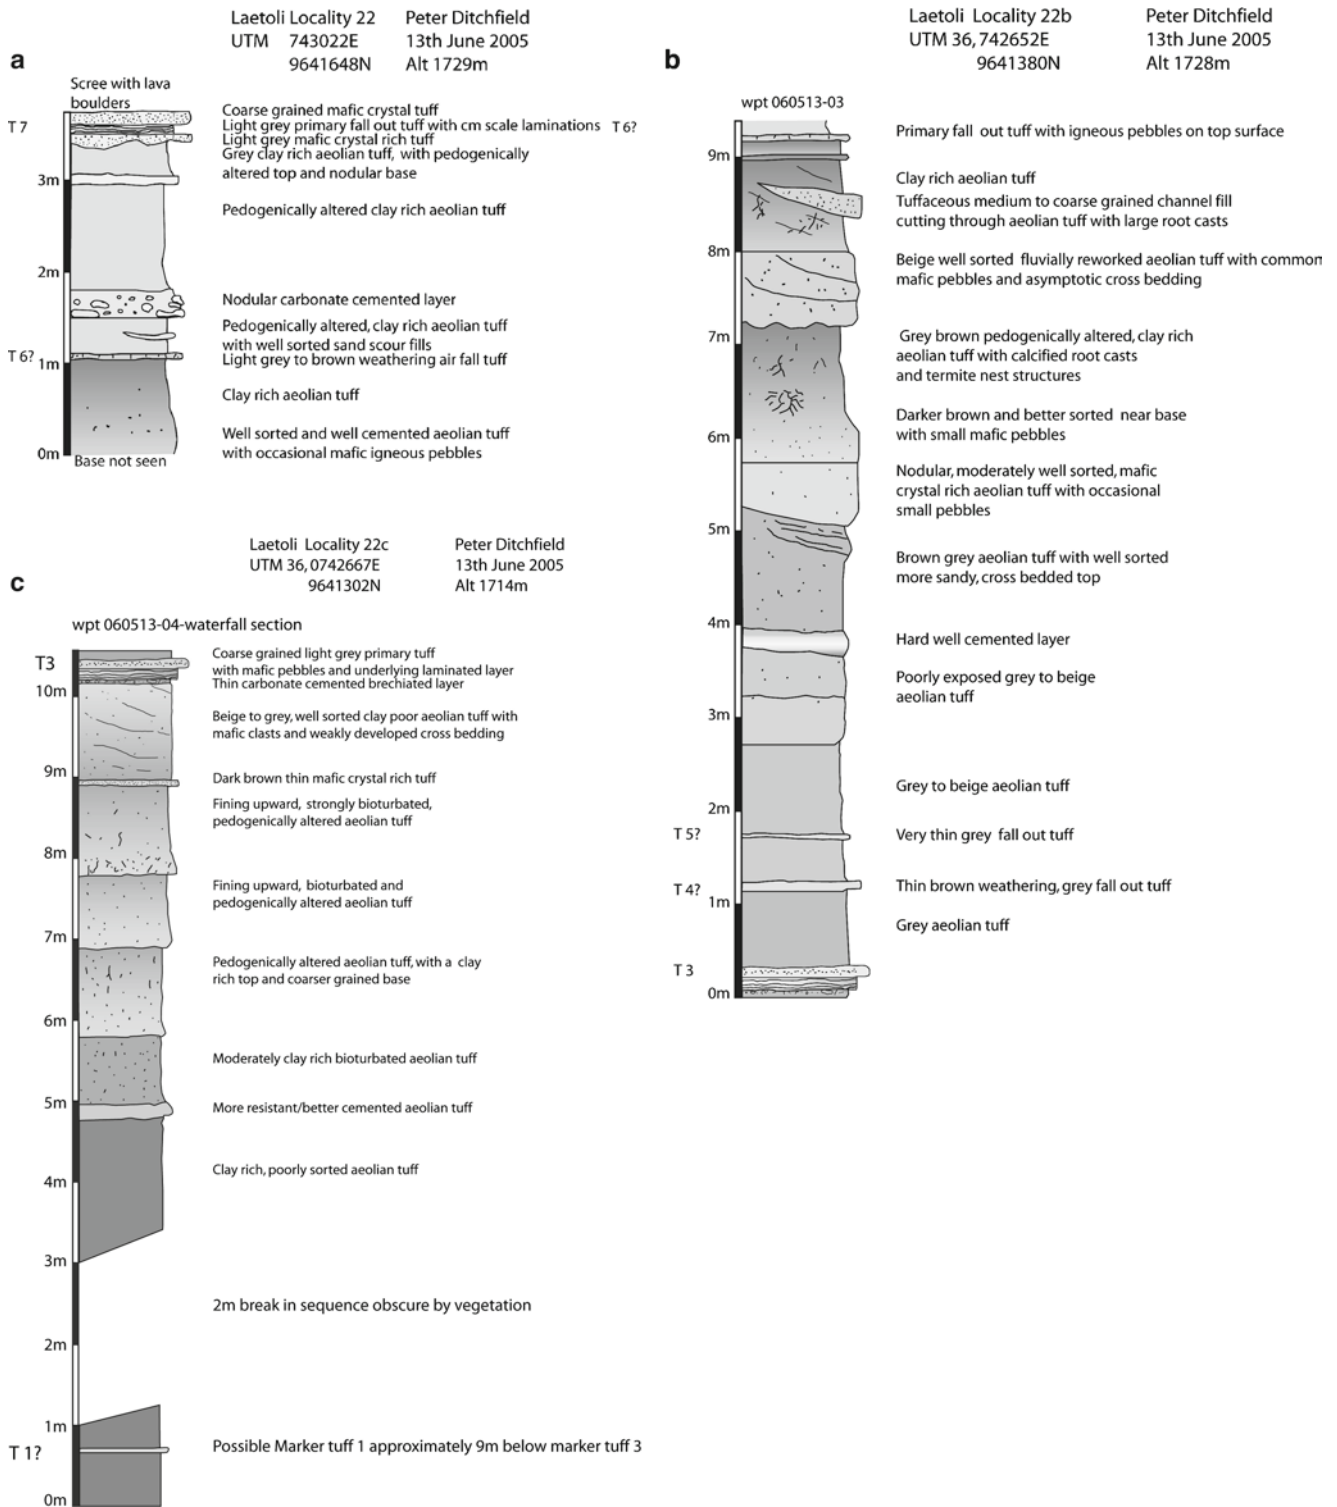 a
Laetoli Locality 22 Peter Ditchfield
UTM 743022E 13th June 2005
9641648N Alt 1729m
Scree with lava
boulders
T 7
T 6?
3m
2m
1m
0m
Base not seen
Coarse grained mafic crystal tuff
Light grey primary fall out tuff with cm scale laminations T 6?
Light grey mafic crystal rich tuff
Grey clay rich aeolian tuff, with pedogenically
altered top and nodular base
Pedogenically altered clay rich aeolian tuff
Nodular carbonate cemented layer
Pedogenically altered, clay rich aeolian tuff
with well sorted sand scour fills
Light grey to brown weathering air fall tuff
Clay rich aeolian tuff
Well sorted and well cemented aeolian tuff
with occasional mafic igneous pebbles
b
Laetoli Locality 22b Peter Ditchfield
UTM 36, 742652E 13th June 2005
9641380N Alt 1728m
wpt 060513-03
9m
8m
7m
6m
5m
4m
3m
2m
T 5?
T 4?
1m
T 3
0m
Primary fall out tuff with igneous pebbles on top surface
Clay rich aeolian tuff
Tuffaceous medium to coarse grained channel fill
cutting through aeolian tuff with large root casts
Beige well sorted fluvially reworked aeolian tuff with common
mafic pebbles and asymptotic cross bedding
Grey brown pedogenically altered, clay rich
aeolian tuff with calcified root casts
and termite nest structures
Darker brown and better sorted near base
with small mafic pebbles
Nodular, moderately well sorted, mafic
crystal rich aeolian tuff with occasional
small pebbles
Brown grey aeolian tuff with well sorted
more sandy, cross bedded top
Hard well cemented layer
Poorly exposed grey to beige
aeolian tuff
Grey to beige aeolian tuff
Very thin grey fall out tuff
Thin brown weathering, grey fall out tuff
Grey aeolian tuff
c
Laetoli Locality 22c Peter Ditchfield
UTM 36, 0742667E 13th June 2005
9641302N Alt 1714m
wpt 060513-04-waterfall section
T3
10m
9m
8m
7m
6m
5m
4m
3m
2m
1m
T 1?
0m
Coarse grained light grey primary tuff
with mafic pebbles and underlying laminated layer
Thin carbonate cemented brechiated layer
Beige to grey, well sorted clay poor aeolian tuff with
mafic clasts and weakly developed cross bedding
Dark brown thin mafic crystal rich tuff
Fining upward, strongly bioturbated,
pedogenically altered aeolian tuff
Fining upward, bioturbated and
pedogenically altered aeolian tuff
Pedogenically altered aeolian tuff, with a clay
rich top and coarser grained base
Moderately clay rich bioturbated aeolian tuff
More resistant/better cemented aeolian tuff
Clay rich, poorly sorted aeolian tuff
2m break in sequence obscure by vegetation
Possible Marker tuff 1 approximately 9m below marker tuff 3